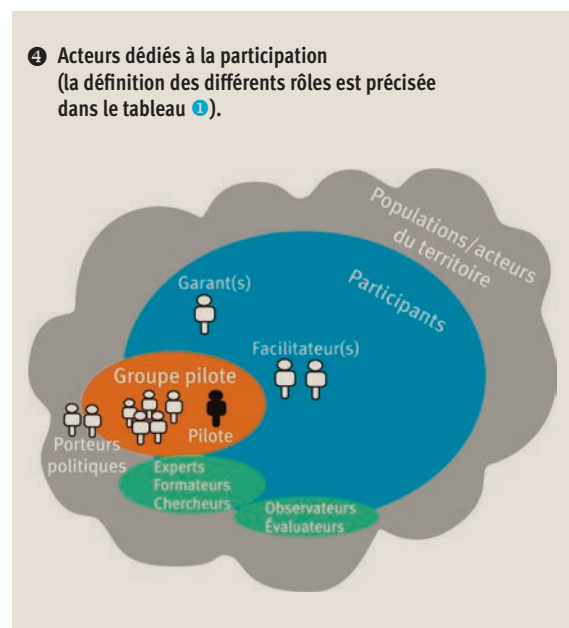 ❹ Acteurs dédiés à la participation
(la définition des différents rôles est précisée
dans le tableau ❶).
Populations/acteurs
du territoire
Participants
Garant(s)
Facilitateur(s)
Groupe pilote
Pilote
Porteurs
politiques
Experts
Formateurs
Chercheurs
Observateurs
Évaluateurs